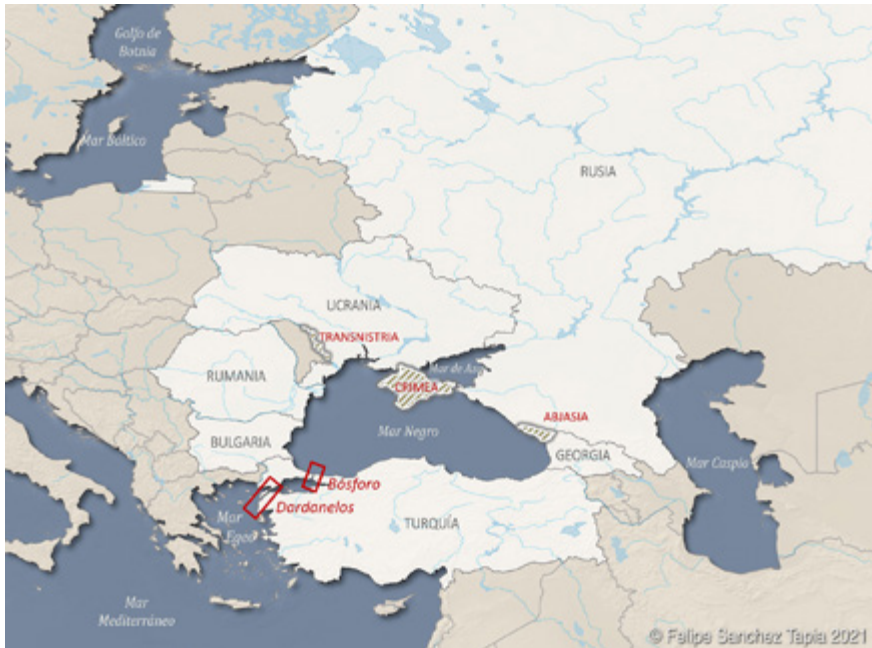 Golfo de
Botnia
Mar Báltico
RUSIA
UCRANIA
TRANSNISTRIA
RUMANIA
Mar de Azo
CRIMEA
ABJASIA
Mar Negro
BULGARIA
GEORGIA
Mar Caspio
Bósforo
Dardanelos
Mar
Egeo
TURQUÍA
Mar
Mediterráneo
© Felipe Sanchez Tapia 2021